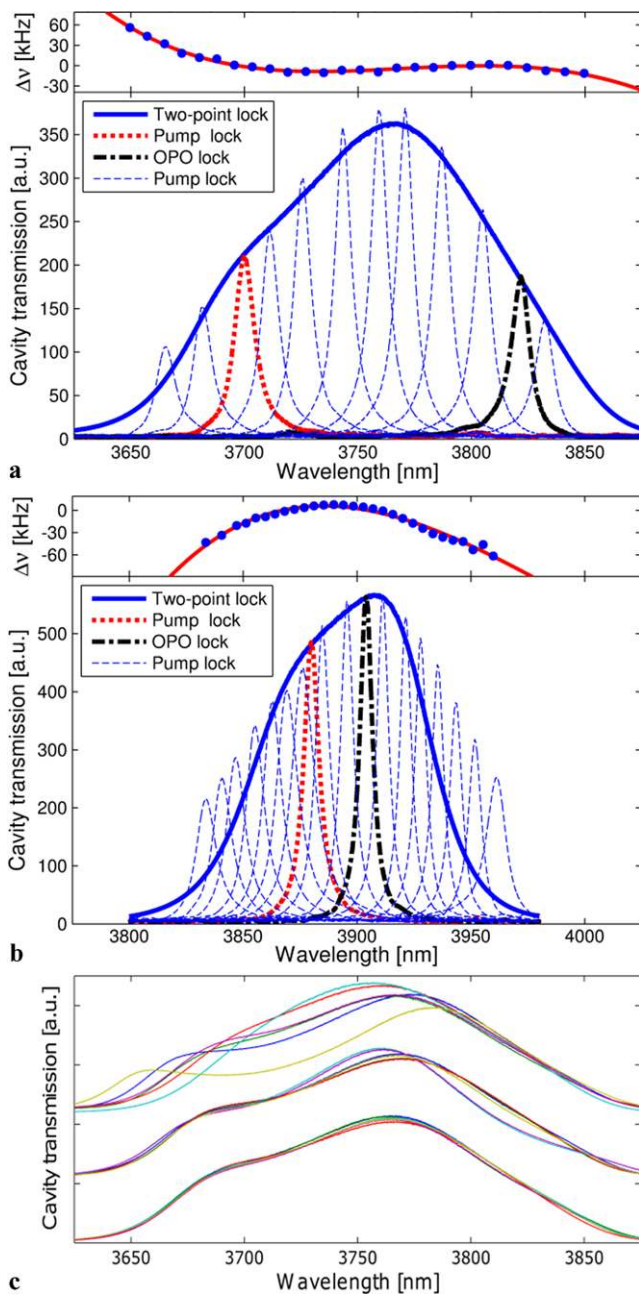 60
30
0
-30
Δν [kHz]
Two-point lock
Pump lock
OPO lock
Pump lock
350
300
250
200
150
100
50
0
Cavity transmission [a.u.]
3650 3700 3750 3800 3850
Wavelength [nm]
a
0
-30
-60
Δν [kHz]
Two-point lock
Pump lock
OPO lock
Pump lock
500
400
300
200
100
0
Cavity transmission [a.u.]
3800 3850 3900 3950 4000
Wavelength [nm]
b
Cavity transmission [a.u.]
3650 3700 3750 3800 3850
Wavelength [nm]
c